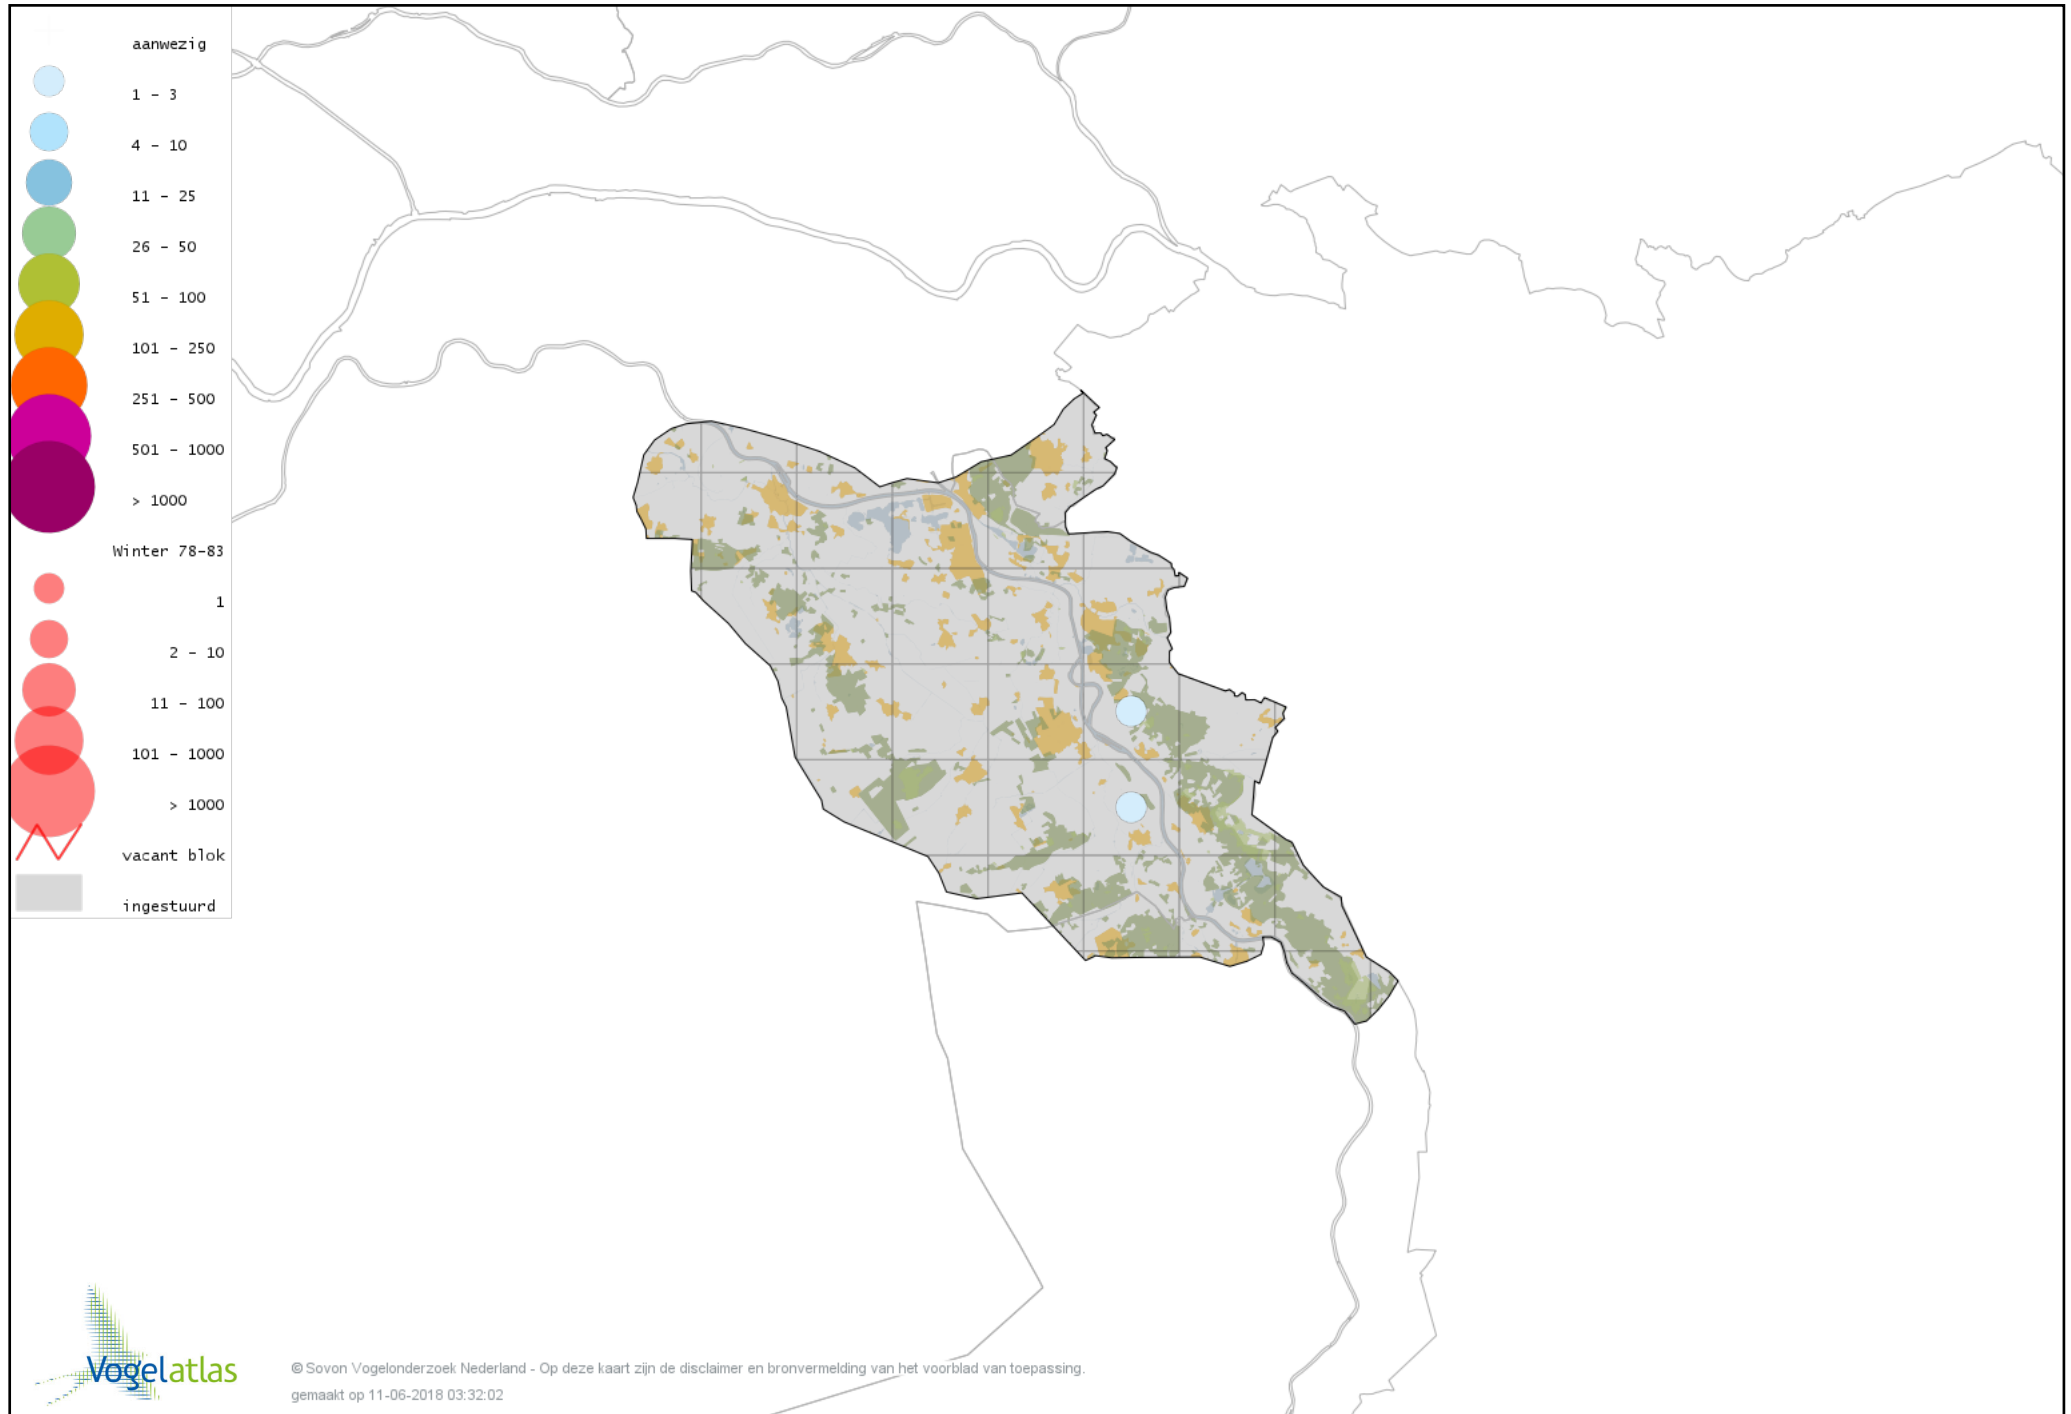 aanwezig
1 - 3
4 - 10
11 - 25
26 - 50
51 - 100
101 - 250
251 - 500
501 - 1000
> 1000
Winter 78-83
1
2 - 10
11 - 100
101 - 1000
> 1000
vacant blok
ingestuurd
Vogelatlas
© Sovon Vogelonderzoek Nederland - Op deze kaart zijn de disclaimer en bronvermelding van het voorblad van toepassing.
gemaakt op 11-06-2018 03:32:02